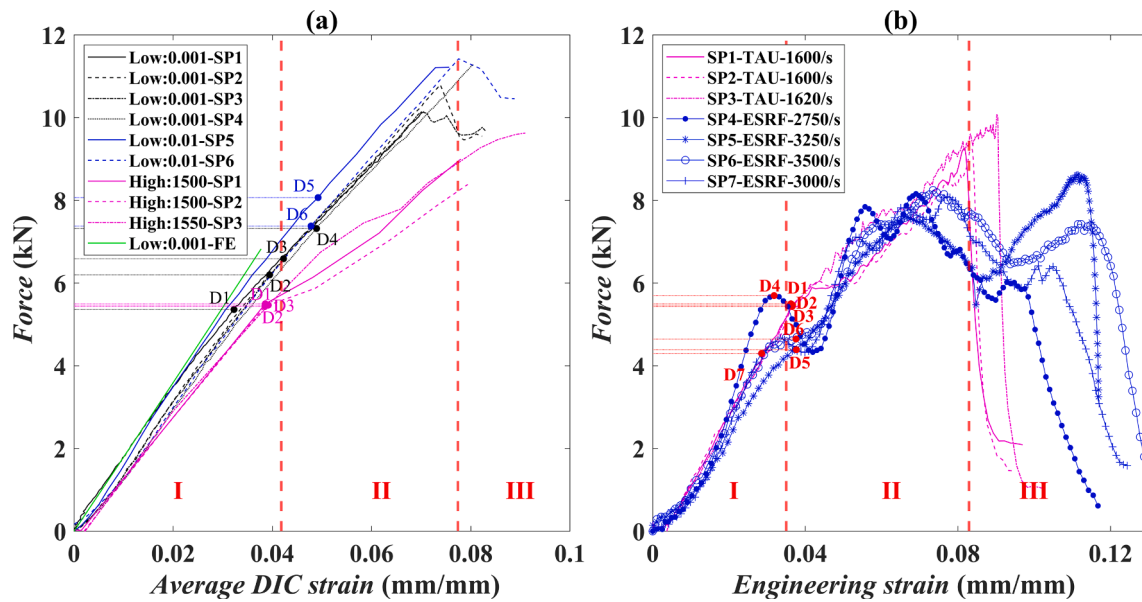 (a)
12
10
8
6
4
2
0
Force (kN)
Low:0.001-SP1
Low:0.001-SP2
Low:0.001-SP3
Low:0.001-SP4
Low:0.01-SP5
Low:0.01-SP6
High:1500-SP1
High:1500-SP2
High:1550-SP3
Low:0.001-FE
D5
D6
D4
D3
D2
D1
D1
D3
D2
I
II
III
0 0.02 0.04 0.06 0.08 0.1
Average DIC strain (mm/mm)
(b)
12
10
8
6
4
2
0
Force (kN)
SP1-TAU-1600/s
SP2-TAU-1600/s
SP3-TAU-1620/s
SP4-ESRF-2750/s
SP5-ESRF-3250/s
SP6-ESRF-3500/s
SP7-ESRF-3000/s
D4 D1
D2
D3
D6
D5
D7
I
II
III
0 0.04 0.08 0.12
Engineering strain (mm/mm)